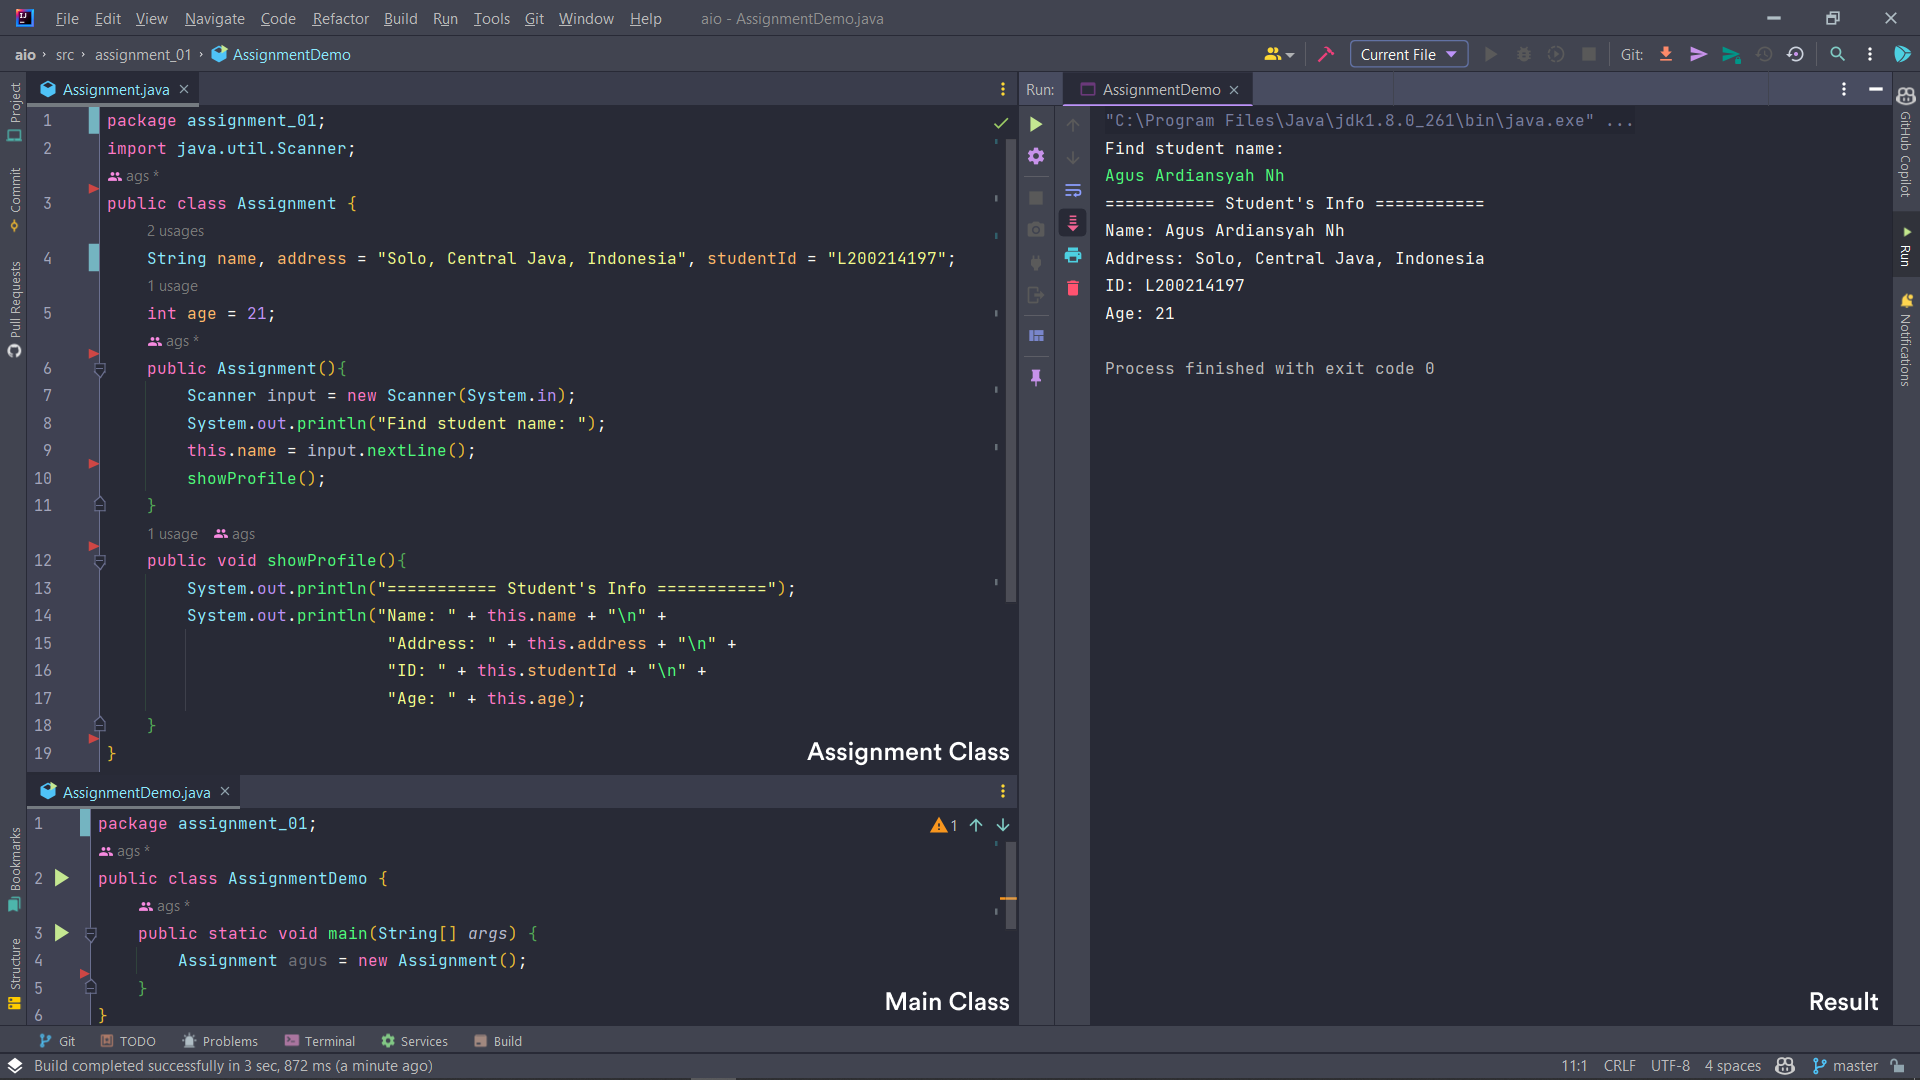 File Edit View Navigate Code Refactor Build Run Tools Git Window Help aio - AssignmentDemo.java
aio › src › assignment_01 › AssignmentDemo
Current File Git:
Project
Commit
Pull Requests
Bookmarks
Structure
Assignment.java
1 package assignment_01;
2 import java.util.Scanner;
ags *
3 public class Assignment {
2 usages
4 String name, address = "Solo, Central Java, Indonesia", studentId = "L200214197";
1 usage
5 int age = 21;
ags *
6 public Assignment(){
7 Scanner input = new Scanner(System.in);
8 System.out.println("Find student name: ");
9 this.name = input.nextLine();
10 showProfile();
11 }
1 usage ags
12 public void showProfile(){
13 System.out.println("=========== Student's Info ===========");
14 System.out.println("Name: " + this.name + "\n" +
15 "Address: " + this.address + "\n" +
16 "ID: " + this.studentId + "\n" +
17 "Age: " + this.age);
18 }
19 }
Assignment Class
AssignmentDemo.java
1 package assignment_01;
1
ags *
2 public class AssignmentDemo {
ags *
3 public static void main(String[] args) {
4 Assignment agus = new Assignment();
5 }
6 }
Main Class
Run: AssignmentDemo
"C:\Program Files\Java\jdk1.8.0_261\bin\java.exe" ...
Find student name:
Agus Ardiansyah Nh
=========== Student's Info ===========
Name: Agus Ardiansyah Nh
Address: Solo, Central Java, Indonesia
ID: L200214197
Age: 21
Process finished with exit code 0
Result
GitHub Copilot
Run
Notifications
Git TODO Problems Terminal Services Build
Build completed successfully in 3 sec, 872 ms (a minute ago) 11:1 CRLF UTF-8 4 spaces master